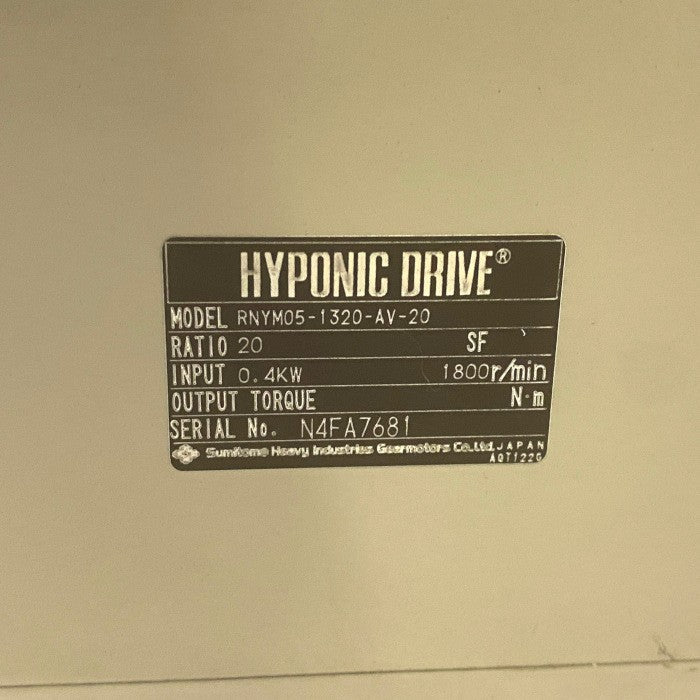 HYPONIC DRIVE®
MODEL RNYM05-1320-AV-20
RATIO 20 SF
INPUT 0.4KW 1800r/min
OUTPUT TORQUE N·m
SERIAL No. N4FA7681
Sumitomo Heavy Industries Gearmotors Co.Ltd. JAPAN
AQT122G